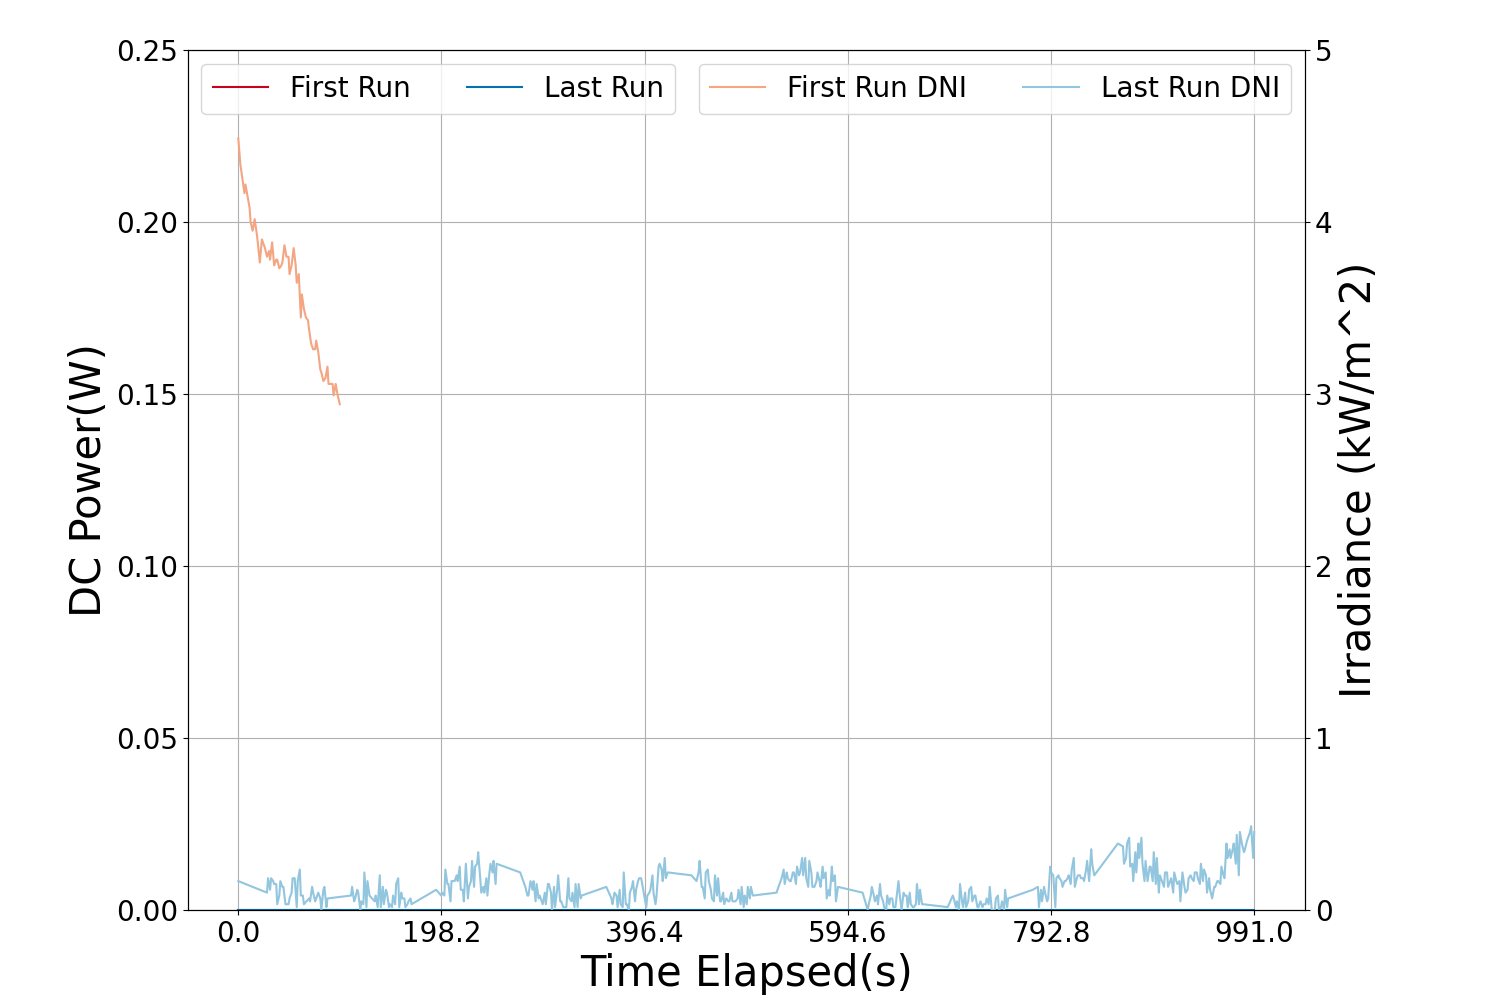 First Run
Last Run
First Run DNI
Last Run DNI
0.25
0.20
0.15
0.10
0.05
0.00
DC Power(W)
5
4
3
2
1
0
Irradiance (kW/m^2)
0.0 198.2 396.4 594.6 792.8 991.0
Time Elapsed(s)